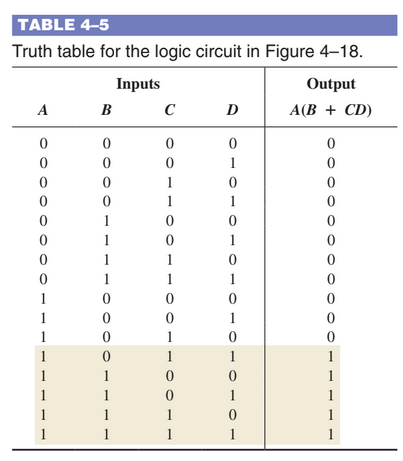 TABLE 4–5
Truth table for the logic circuit in Figure 4–18.
Inputs Output
A B C D A(B + CD)
0 0 0 0 0
0 0 0 1 0
0 0 1 0 0
0 0 1 1 0
0 1 0 0 0
0 1 0 1 0
0 1 1 0 0
0 1 1 1 0
1 0 0 0 0
1 0 0 1 0
1 0 1 0 0
1 0 1 1 1
1 1 0 0 1
1 1 0 1 1
1 1 1 0 1
1 1 1 1 1